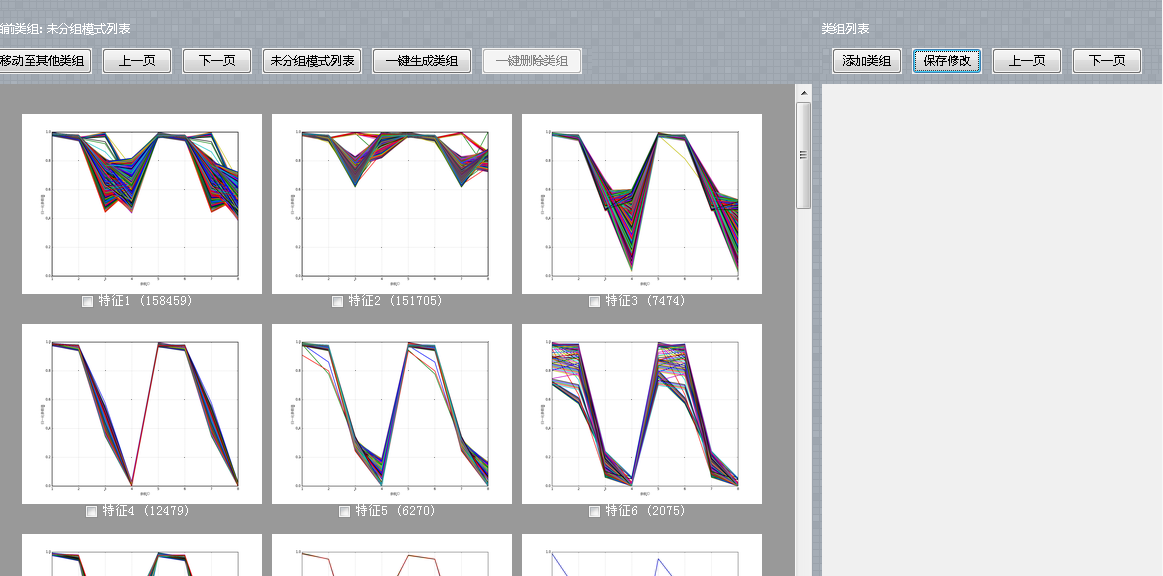 前类组: 未分组模式列表
类组列表
移动至其他类组 上一页 下一页 未分组模式列表 一键生成类组 一键删除类组
添加类组 保存修改 上一页 下一页
特征1 (158459) 特征2 (151705) 特征3 (7474)
特征4 (12479) 特征5 (6270) 特征6 (2075)